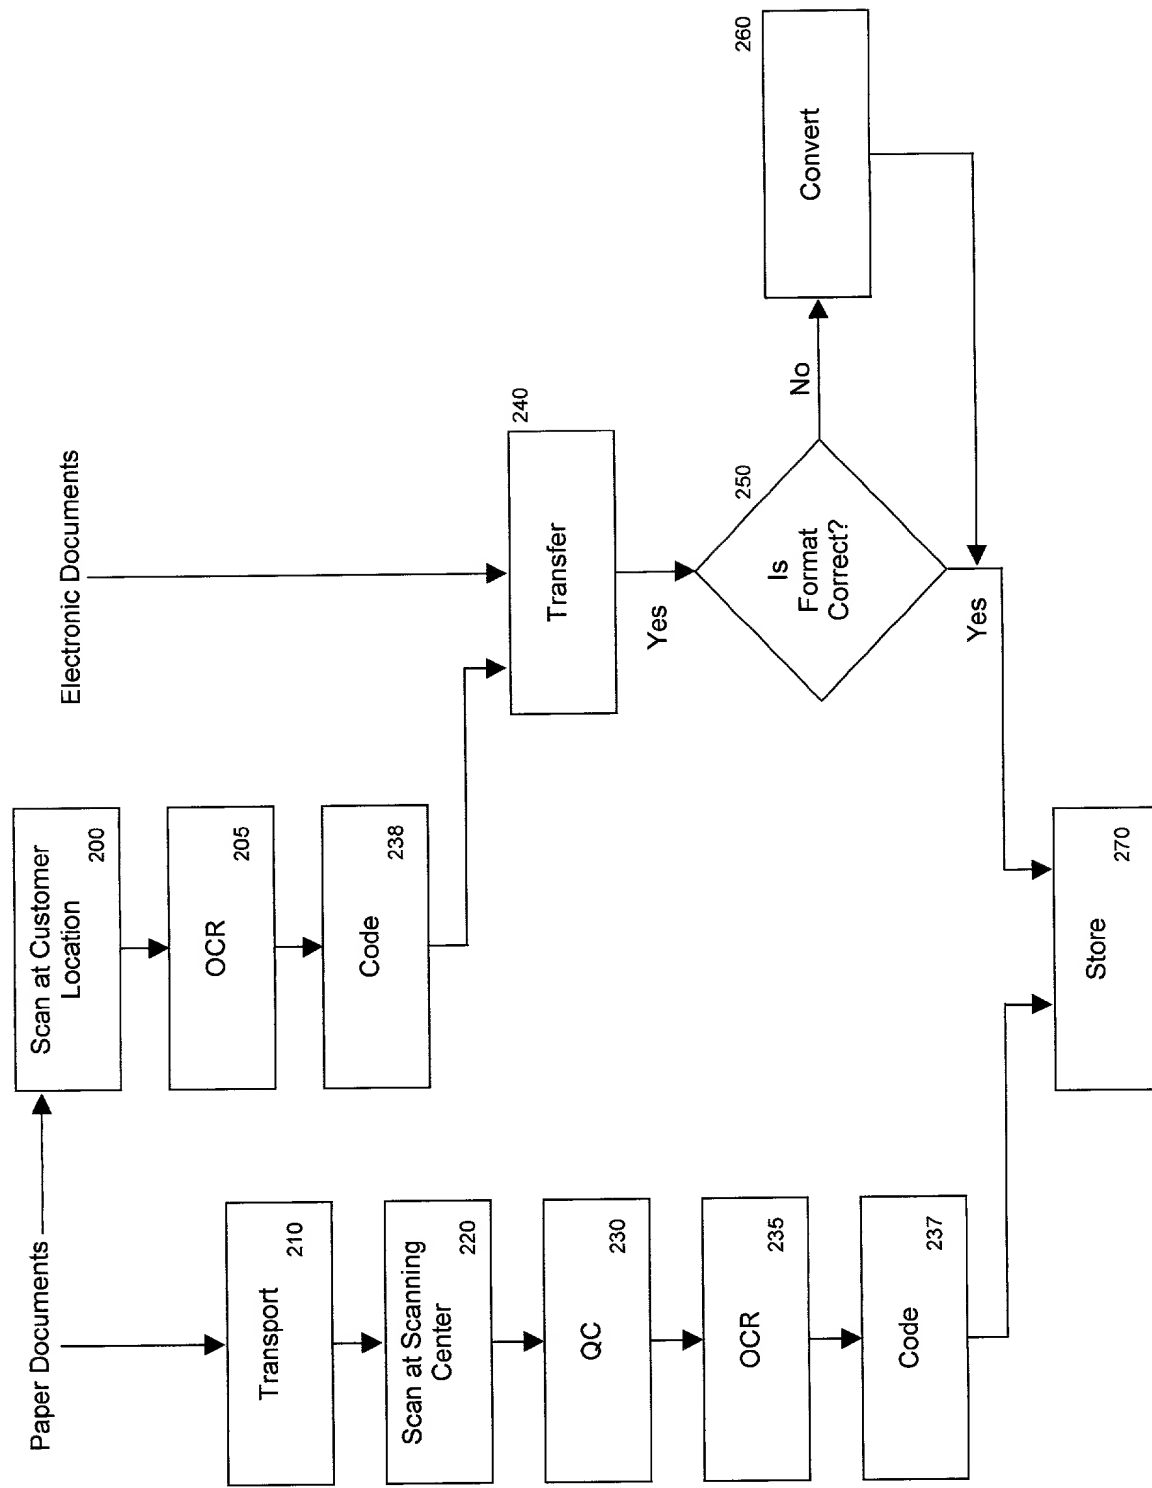 Paper Documents
Scan at Customer
Location
200
OCR
205
Code
238
Electronic Documents
Transport
210
Scan at Scanning
Center
220
QC
230
OCR
235
Code
237
Transfer
240
Yes
Is
Format
Correct?
250
No
Convert
260
Yes
Store
270